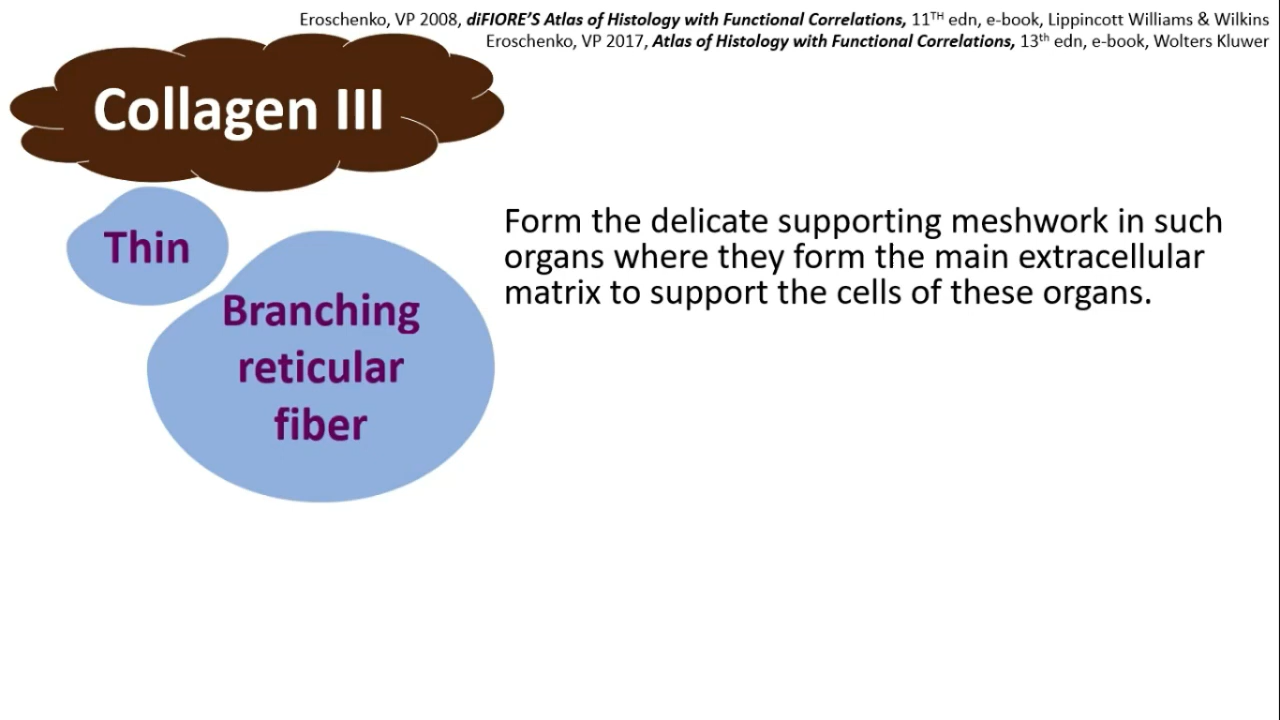 Eroschenko, VP 2008, diFIORE'S Atlas of Histology with Functional Correlations, 11TH edn, e-book, Lippincott Williams & Wilkins
Eroschenko, VP 2017, Atlas of Histology with Functional Correlations, 13th edn, e-book, Wolters Kluwer
Collagen III
Thin
Branching
reticular
fiber
Form the delicate supporting meshwork in such
organs where they form the main extracellular
matrix to support the cells of these organs.